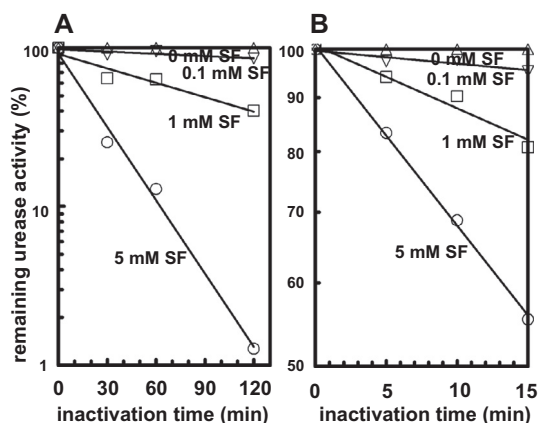 A
B
remaining urease activity (%)
100
10
1
0 mM SF
0.1 mM SF
1 mM SF
5 mM SF
0 30 60 90 120
inactivation time (min)
100
90
80
70
60
50
0 mM SF
0.1 mM SF
1 mM SF
5 mM SF
0 5 10 15
inactivation time (min)